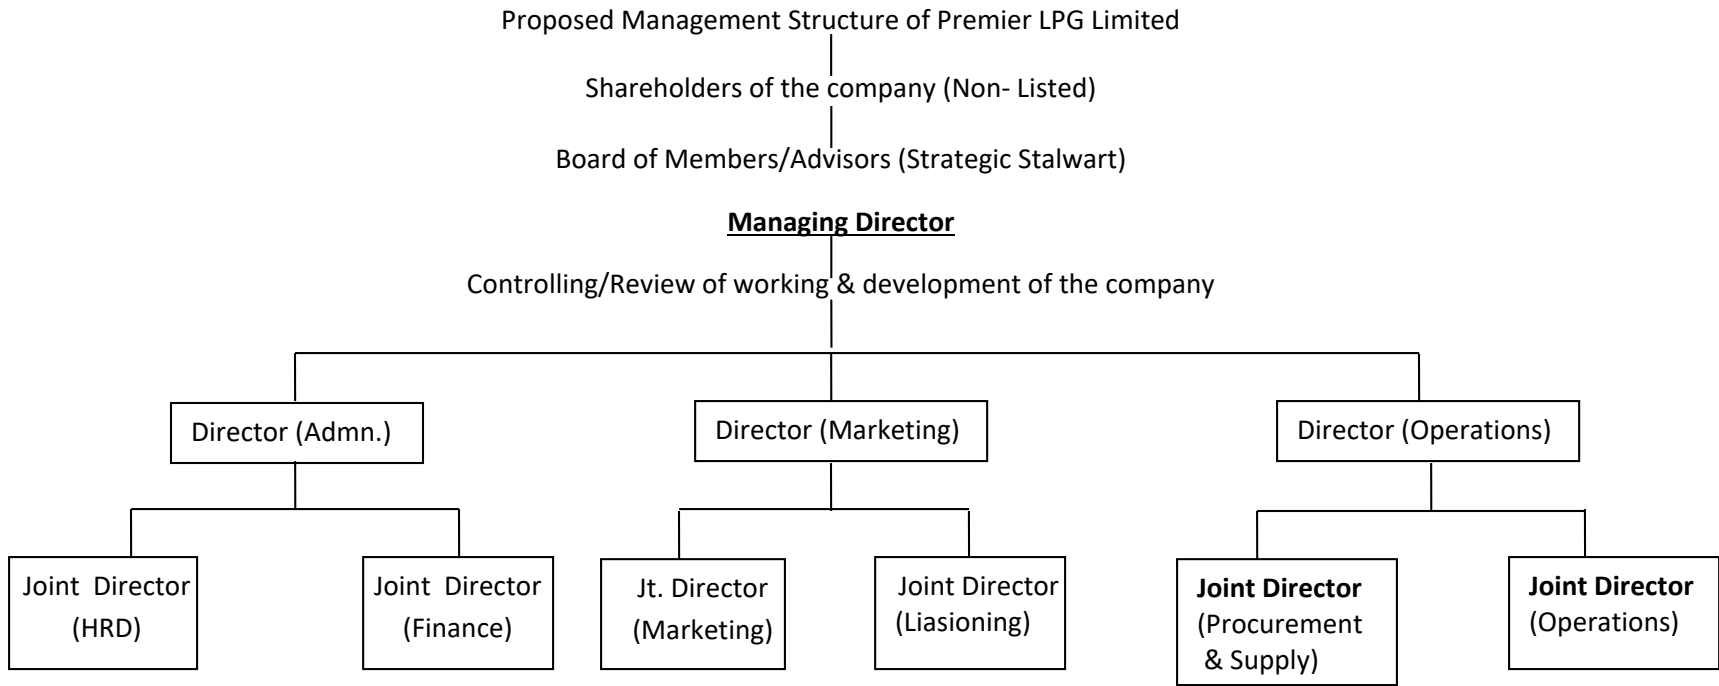 Proposed Management Structure of Premier LPG Limited
Shareholders of the company (Non- Listed)
Board of Members/Advisors (Strategic Stalwart)
Managing Director
Controlling/Review of working & development of the company
Director (Admn.)
Director (Marketing)
Director (Operations)
Joint Director
(HRD)
Joint Director
(Finance)
Jt. Director
(Marketing)
Joint Director
(Liasioning)
Joint Director
(Procurement
& Supply)
Joint Director
(Operations)